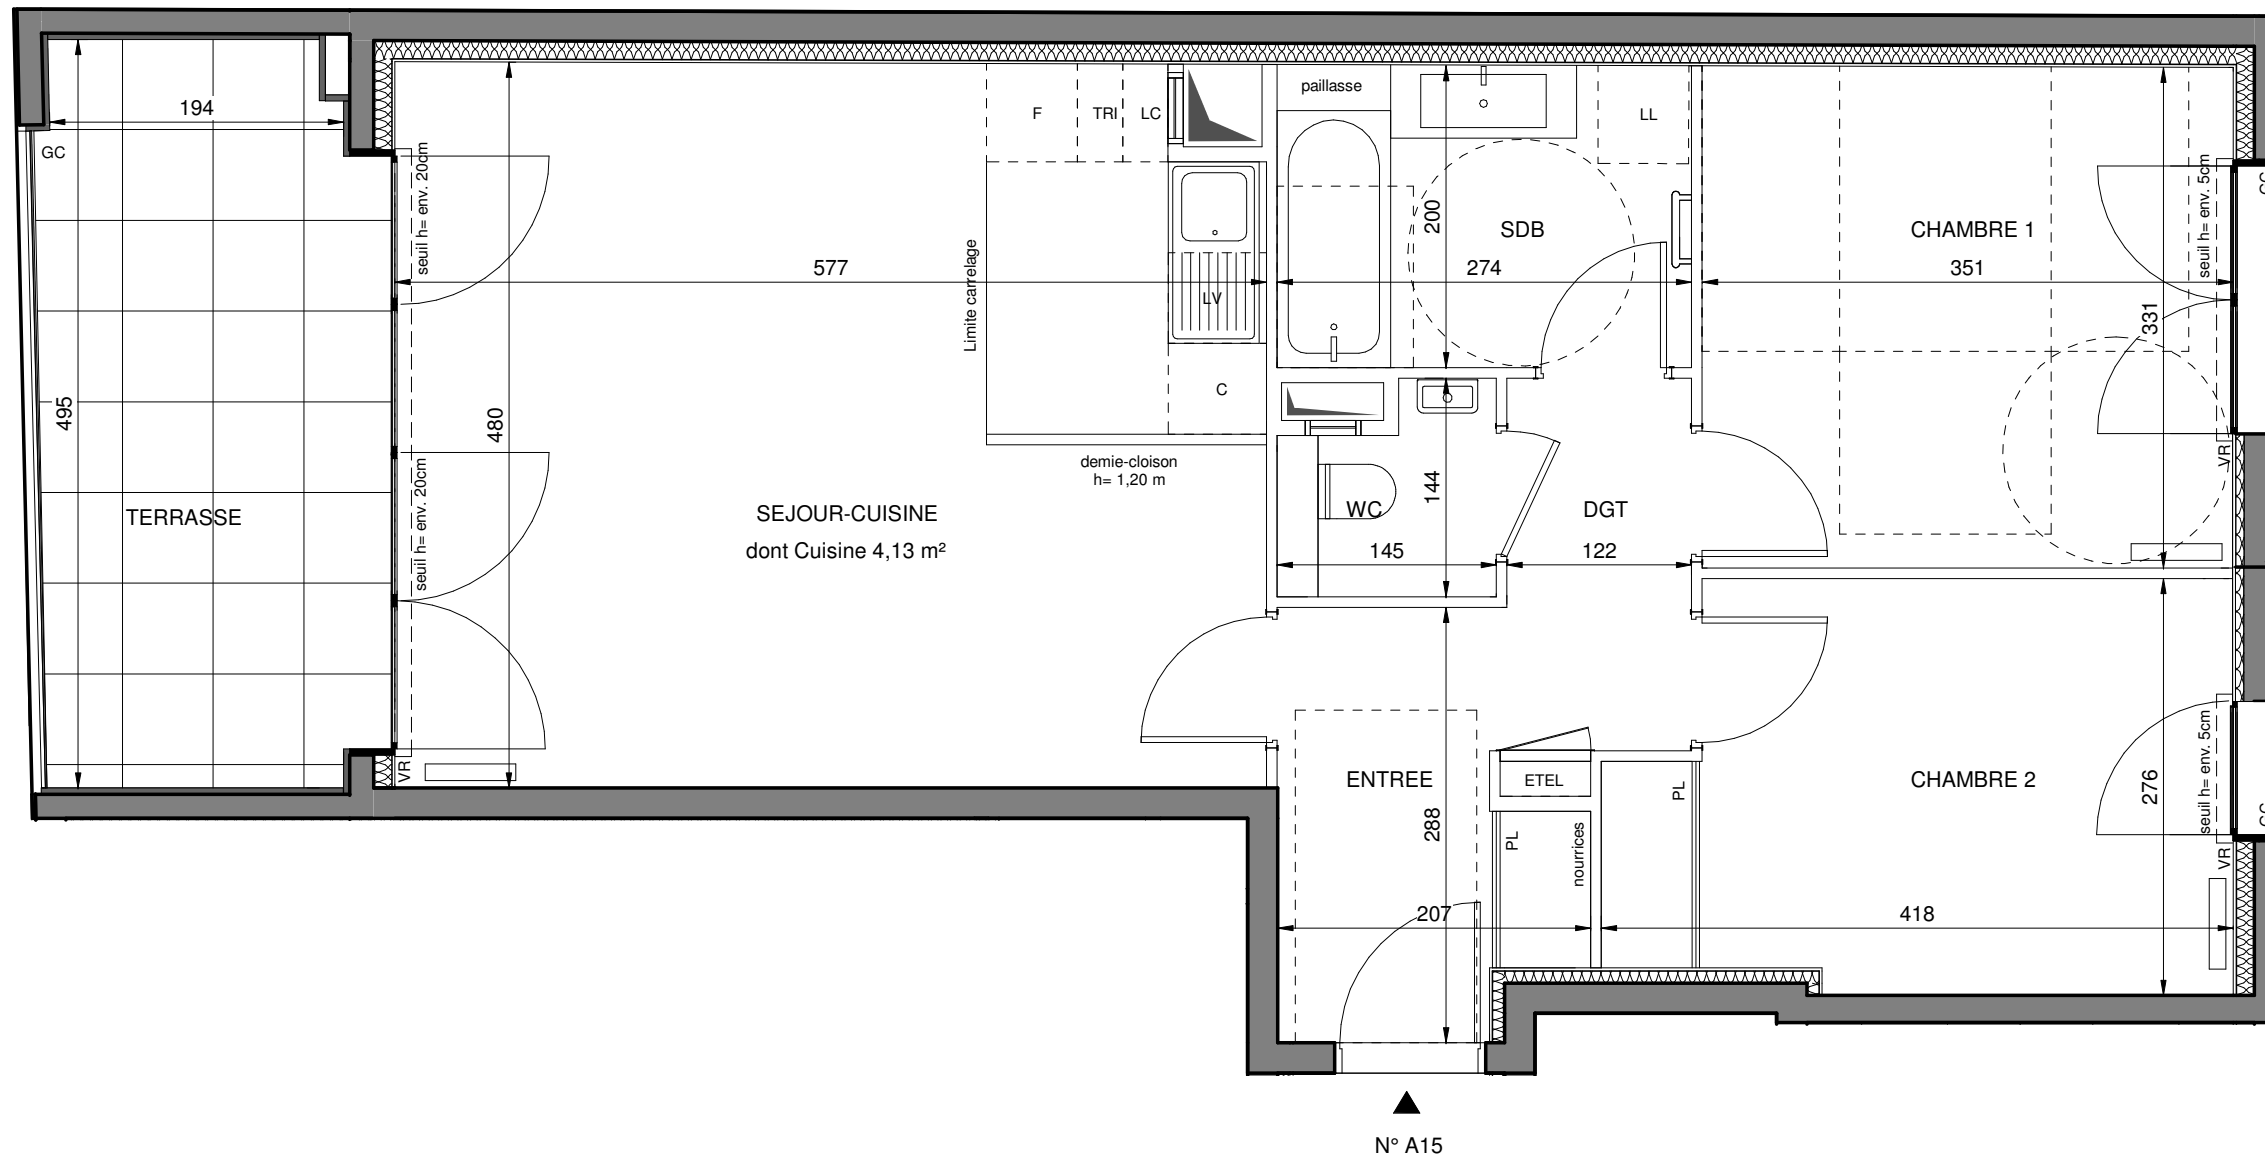 194
GC
495
TERRASSE
seuil h= env. 20cm
seuil h= env. 20cm
VR
480
577
SEJOUR-CUISINE
dont Cuisine 4,13 m²
Limite carrelage
F
TRI
LC
LV
C
demie-cloison
h= 1,20 m
paillasse
LL
200
SDB
274
144
WC
145
DGT
122
CHAMBRE 1
351
331
seuil h= env. 5cm
VR
ENTREE
288
207
ETEL
PL
nourrices
PL
CHAMBRE 2
276
418
seuil h= env. 5cm
VR
N° A15